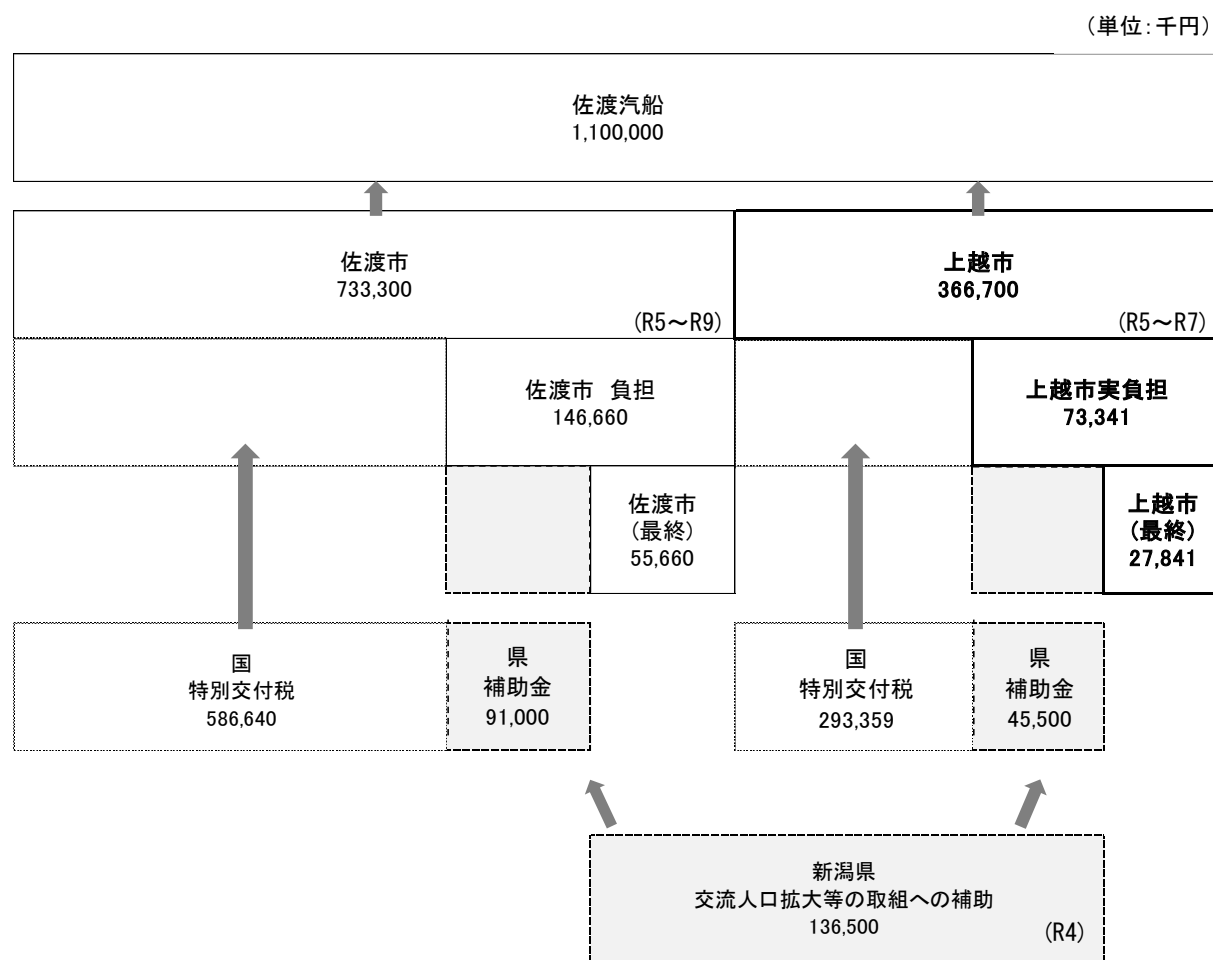 （単位：千円）
佐渡汽船
1,100,000
佐渡市
733,300
(R5～R9)
上越市
366,700
(R5～R7)
佐渡市　負担
146,660
上越市実負担
73,341
佐渡市
（最終）
55,660
上越市
（最終）
27,841
国
特別交付税
586,640
県
補助金
91,000
国
特別交付税
293,359
県
補助金
45,500
新潟県
交流人口拡大等の取組への補助
136,500
(R4)